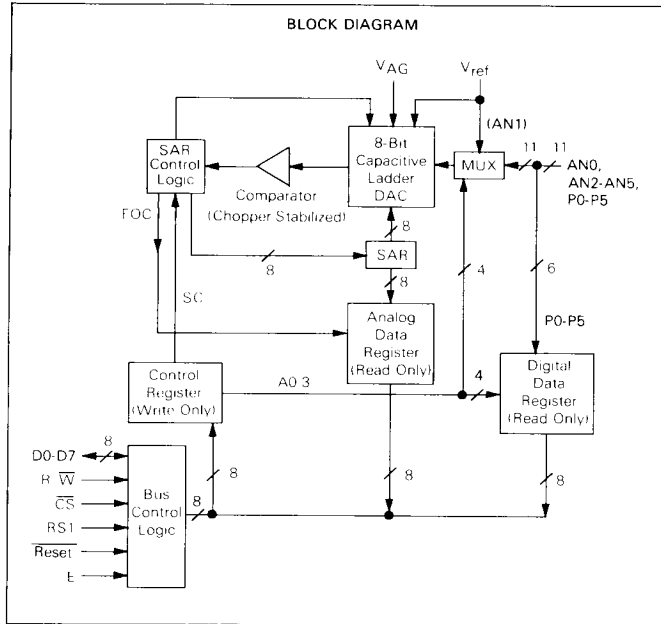 BLOCK DIAGRAM
VAG
Vref
(AN1)
11
11
8-Bit
Capacitive
Ladder
DAC
MUX
AN0,
AN2-AN5,
P0-P5
SAR
Control
Logic
Comparator
(Chopper Stabilized)
EOC
8
8
SAR
8
4
6
SC
P0-P5
Analog
Data
Register
(Read Only)
Control
Register
(Write Only)
A0 3
4
Digital
Data
Register
(Read Only)
D0-D7
8
R W
CS
RS1
Reset
E
Bus
Control
Logic
8
8
8
8